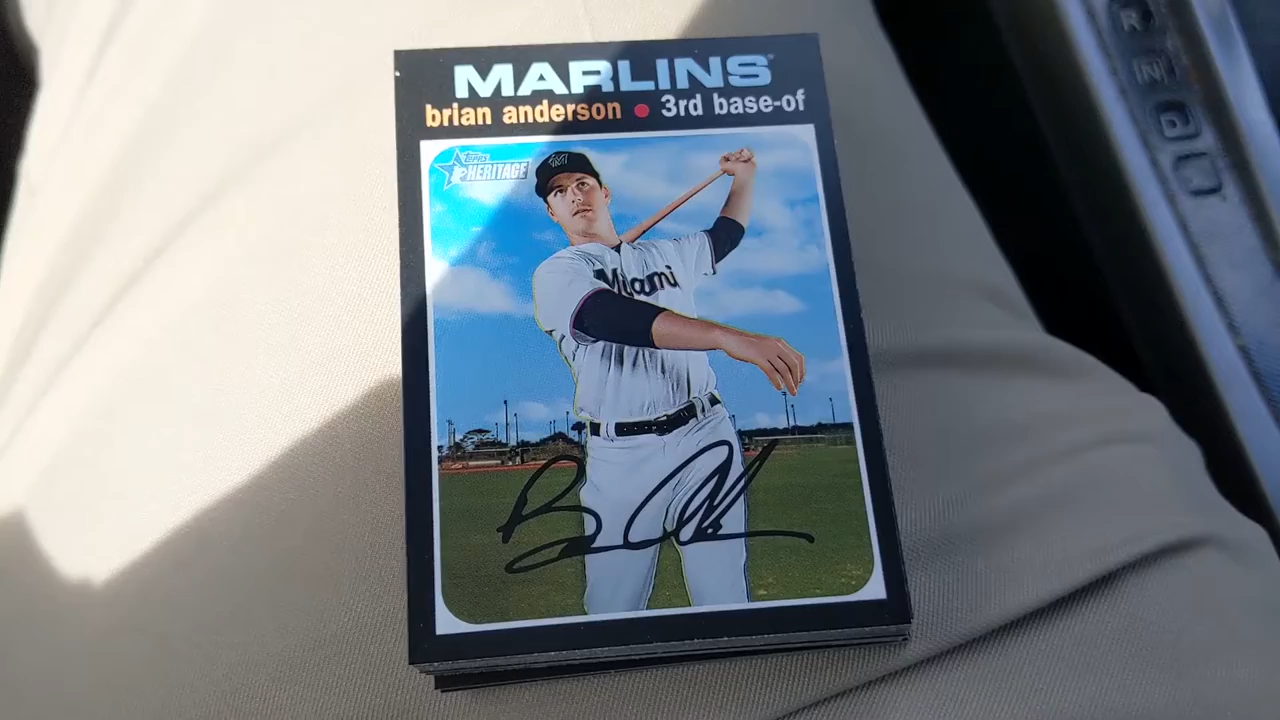 MARLINS
brian anderson • 3rd base-of
Topps
HERITAGE
M
Miami
R
N
D
L